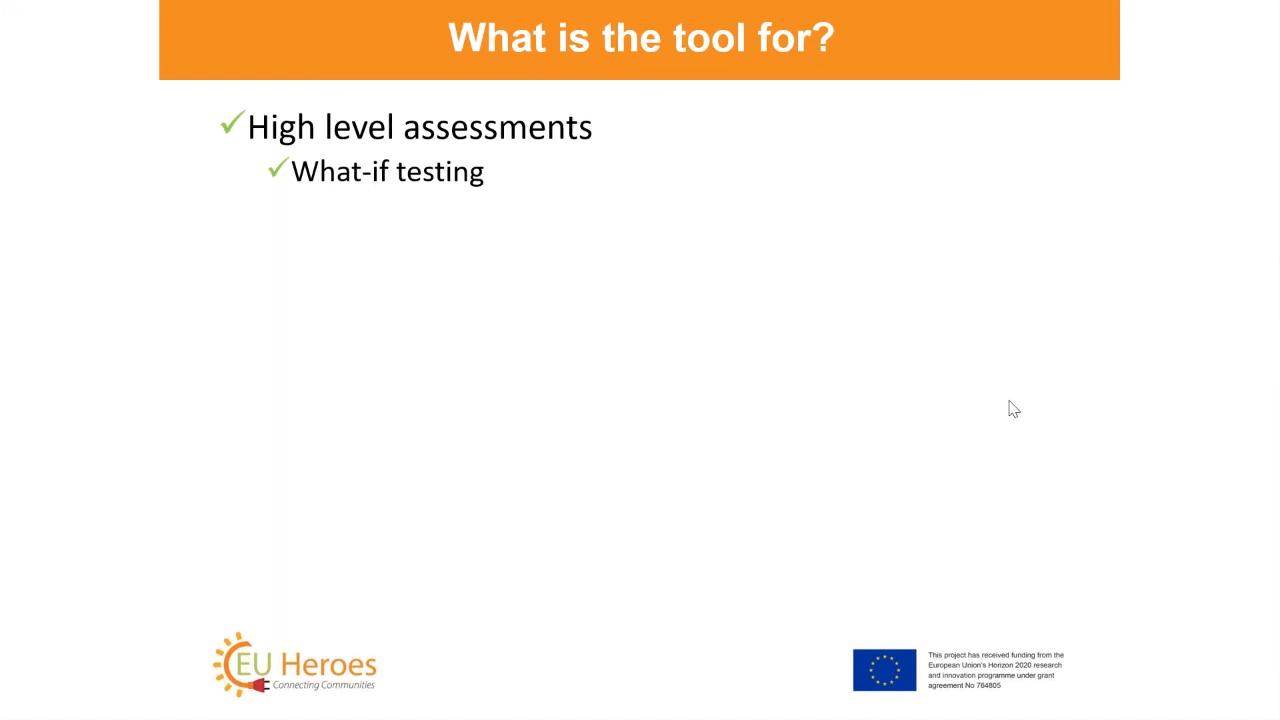 What is the tool for?
High level assessments
What-if testing
EU Heroes
Connecting Communities
This project has received funding from the
European Union's Horizon 2020 research
and innovation programme under grant
agreement No 764805